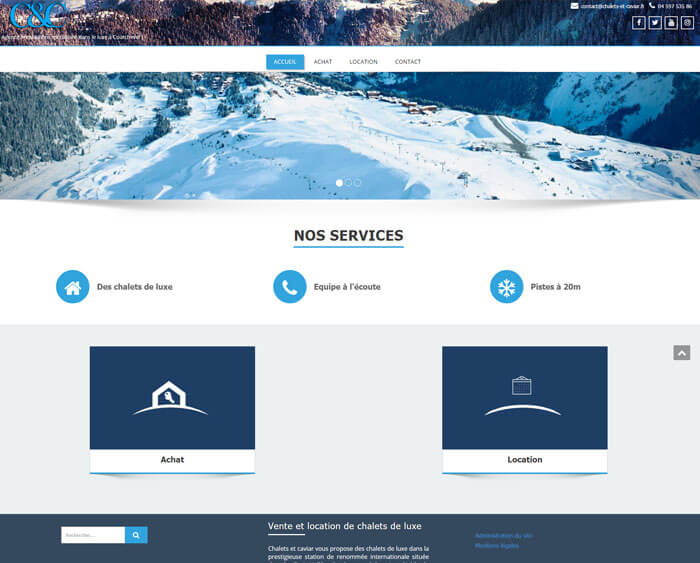 C&C
contact@chalets-et-caviar.fr 04 597 535 86
Agence immobilière spécialisée dans le luxe à Courchevel !
ACCUEIL ACHAT LOCATION CONTACT
NOS SERVICES
Des chalets de luxe Equipe à l'écoute Pistes à 20m
Achat Location
Rechercher...
Vente et location de chalets de luxe
Chalets et caviar vous propose des chalets de luxe dans la
prestigieuse station de renommée internationale située
Administration du site
Mentions légales